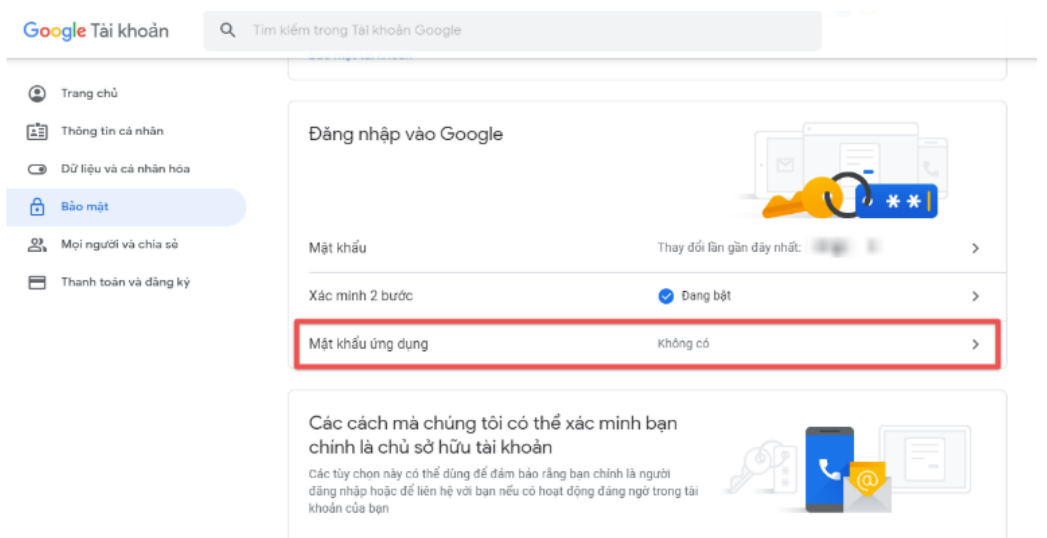 Google Tài khoản
Tìm kiếm trong Tài khoản Google
Trang chủ
Thông tin cá nhân
Dữ liệu và cá nhân hóa
Bảo mật
Mọi người và chia sẻ
Thanh toán và đăng ký
Đăng nhập vào Google
Mật khẩu
Thay đổi lần gần đây nhất:
Xác minh 2 bước
Đang bật
Mật khẩu ứng dụng
Không có
Các cách mà chúng tôi có thể xác minh bạn
chính là chủ sở hữu tài khoản
Các tùy chọn này có thể dùng để đảm bảo rằng bạn chính là người
đăng nhập hoặc để liên hệ với bạn nếu có hoạt động đáng ngờ trong tài
khoản của bạn